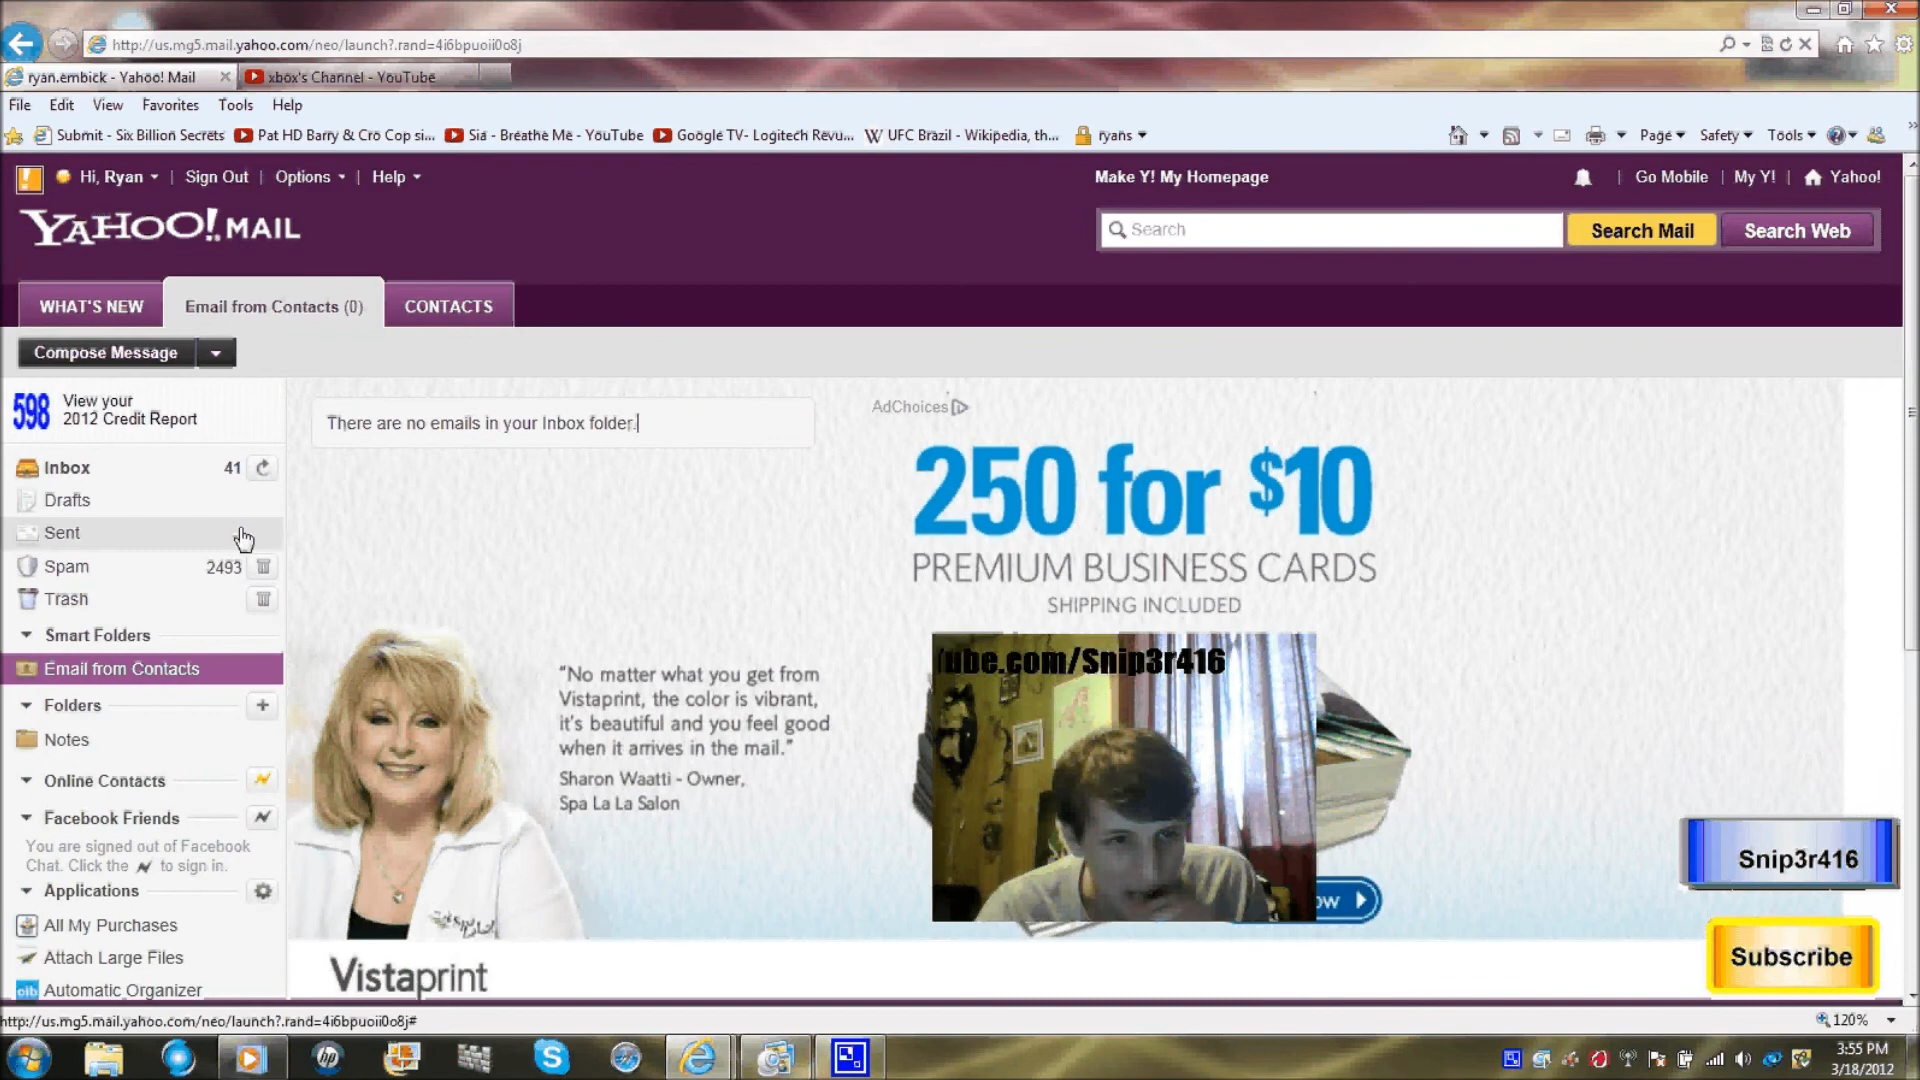 http://us.mg5.mail.yahoo.com/neo/launch?.rand=4i6bpuoii0o8j
ryan.embick - Yahoo! Mail
xbox's Channel - YouTube
File Edit View Favorites Tools Help
Submit - Six Billion Secrets Pat HD Barry & Cro Cop si... Sia - Breathe Me - YouTube Google TV- Logitech Revu... W UFC Brazil - Wikipedia, th... ryans Page Safety Tools
Hi, Ryan | Sign Out | Options | Help Make Y! My Homepage | Go Mobile | My Y! | Yahoo!
YAHOO! MAIL
Search Search Mail Search Web
WHAT'S NEW Email from Contacts (0) CONTACTS
Compose Message
598 View your
2012 Credit Report
There are no emails in your Inbox folder.
AdChoices
250 for $10
PREMIUM BUSINESS CARDS
SHIPPING INCLUDED
Inbox 41
Drafts
Sent
Spam 2493
Trash
Smart Folders
Email from Contacts
Folders
Notes
Online Contacts
Facebook Friends
You are signed out of Facebook
Chat. Click the to sign in.
Applications
All My Purchases
Attach Large Files
oib Automatic Organizer
"No matter what you get from
Vistaprint, the color is vibrant,
it's beautiful and you feel good
when it arrives in the mail."
Sharon Waatti - Owner,
Spa La La Salon
ube.com/Snip3r416
ow
Vistaprint
Snip3r416
Subscribe
http://us.mg5.mail.yahoo.com/neo/launch?.rand=4i6bpuoii0o8j#
120%
hp
3:55 PM
3/18/2012